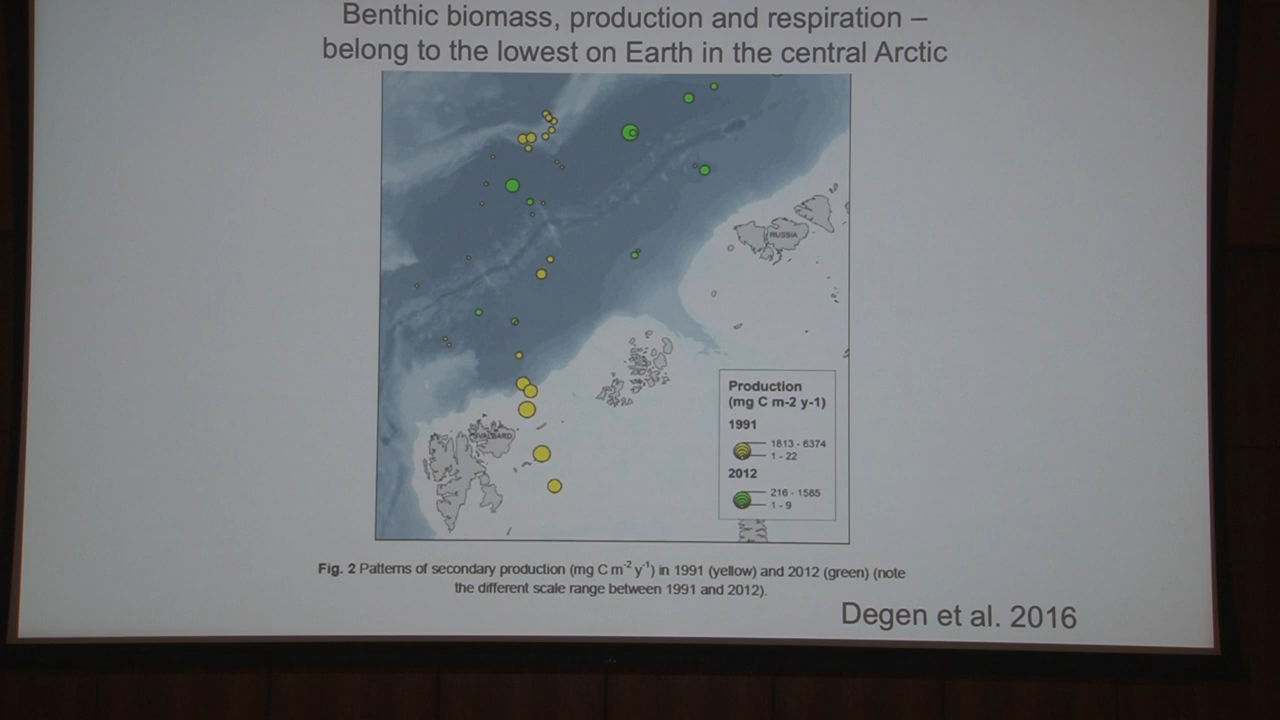 Benthic biomass, production and respiration –
belong to the lowest on Earth in the central Arctic
RUSSIA
SVALBARD
Production
(mg C m-2 y-1)
1991
1813 - 6374
1 - 22
2012
216 - 1585
1 - 9
Fig. 2 Patterns of secondary production (mg C m⁻² y⁻¹) in 1991 (yellow) and 2012 (green) (note
the different scale range between 1991 and 2012).
Degen et al. 2016